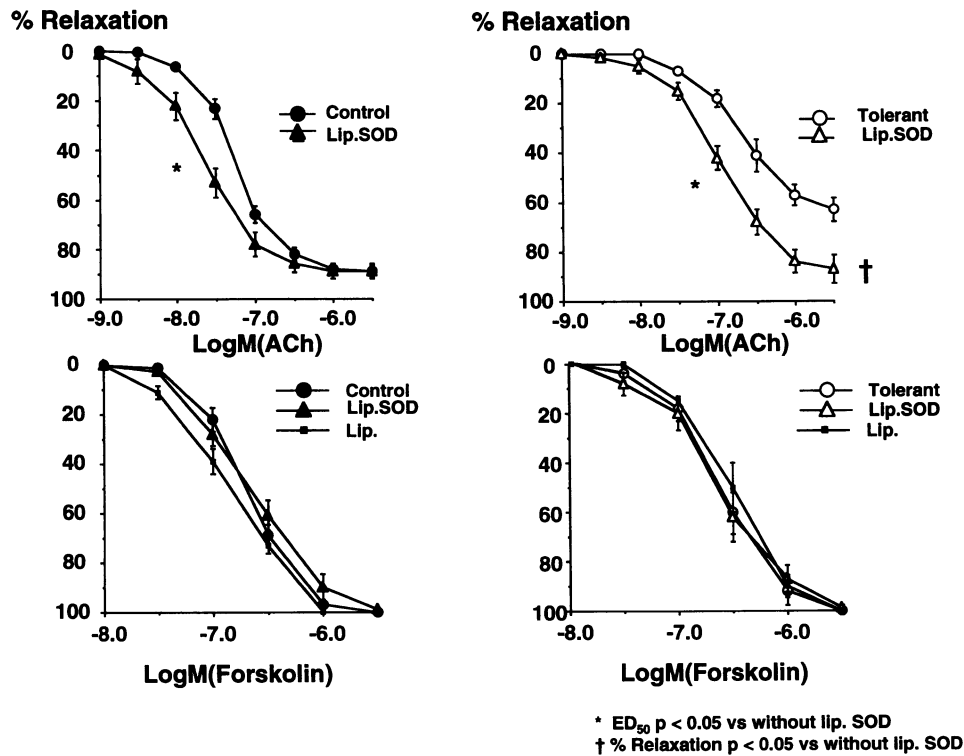 % Relaxation
0
20
40
60
80
100
-9.0 -8.0 -7.0 -6.0
LogM(ACh)
Control
Lip.SOD
*
% Relaxation
0
20
40
60
80
100
-9.0 -8.0 -7.0 -6.0
LogM(ACh)
Tolerant
Lip.SOD
*
†
0
20
40
60
80
100
-8.0 -7.0 -6.0
LogM(Forskolin)
Control
Lip.SOD
Lip.
0
20
40
60
80
100
-8.0 -7.0 -6.0
LogM(Forskolin)
Tolerant
Lip.SOD
Lip.
* ED50 p < 0.05 vs without lip. SOD
† % Relaxation p < 0.05 vs without lip. SOD